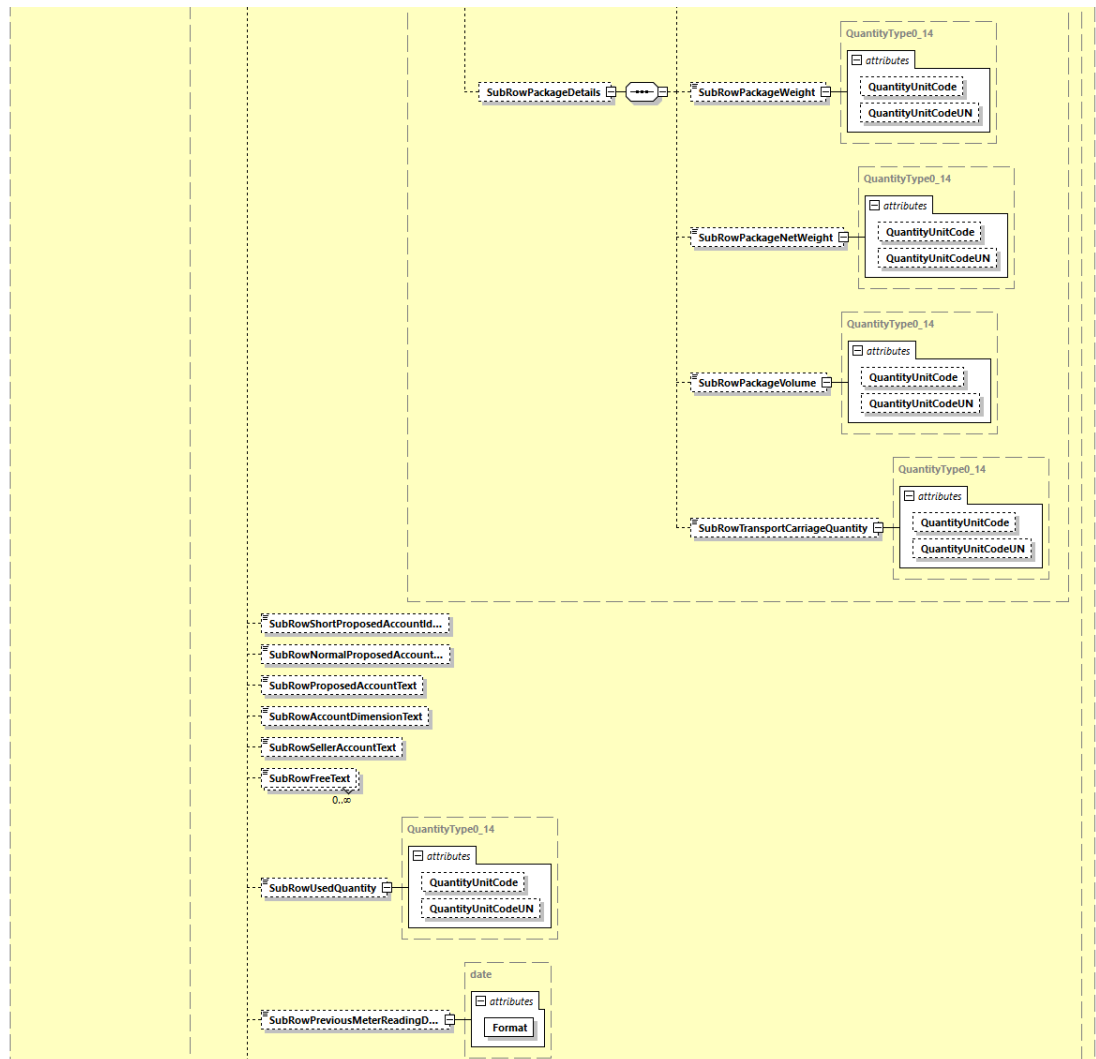 QuantityType0_14
attributes
SubRowPackageDetails
SubRowPackageWeight
QuantityUnitCode
QuantityUnitCodeUN
QuantityType0_14
attributes
SubRowPackageNetWeight
QuantityUnitCode
QuantityUnitCodeUN
QuantityType0_14
attributes
SubRowPackageVolume
QuantityUnitCode
QuantityUnitCodeUN
QuantityType0_14
attributes
SubRowTransportCarriageQuantity
QuantityUnitCode
QuantityUnitCodeUN
SubRowShortProposedAccountId...
SubRowNormalProposedAccount...
SubRowProposedAccountText
SubRowAccountDimensionText
SubRowSellerAccountText
SubRowFreeText
0..∞
QuantityType0_14
attributes
SubRowUsedQuantity
QuantityUnitCode
QuantityUnitCodeUN
date
attributes
SubRowPreviousMeterReadingD...
Format